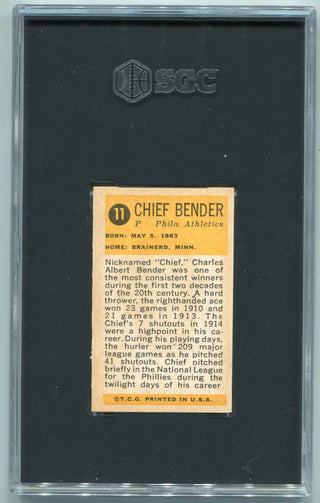 SGC
11 CHIEF BENDER
P Phila. Athletics
BORN: MAY 5, 1883
HOME: BRAINERD, MINN.
Nicknamed "Chief," Charles
Albert Bender was one of the
most consistent winners
during the first two decades
of the 20th century. A hard
thrower, the righthanded ace
won 23 games in 1910 and
21 games in 1913. The
Chief's 7 shutouts in 1914
were a highpoint in his ca-
reer. During his playing days,
the hurler won 209 major
league games as he pitched
41 shutouts. Chief pitched
briefly in the National League
for the Phillies during the
twilight days of his career
©T.C.G. PRINTED IN U.S.A.